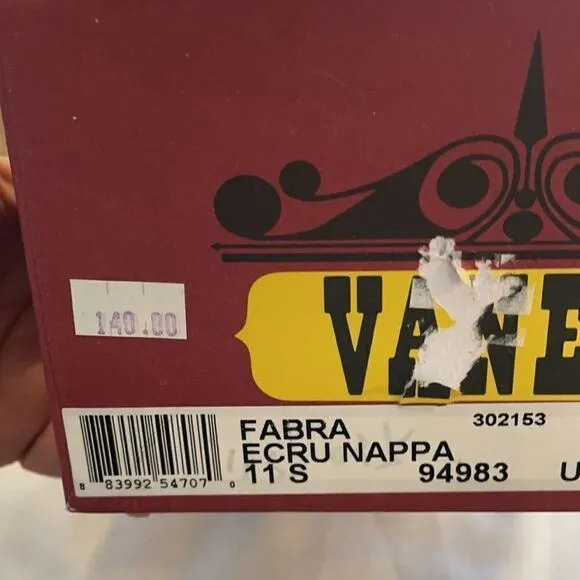 VANE
140.00
FABRA 302153
ECRU NAPPA
11 S 94983 U
8 83992 54707 0